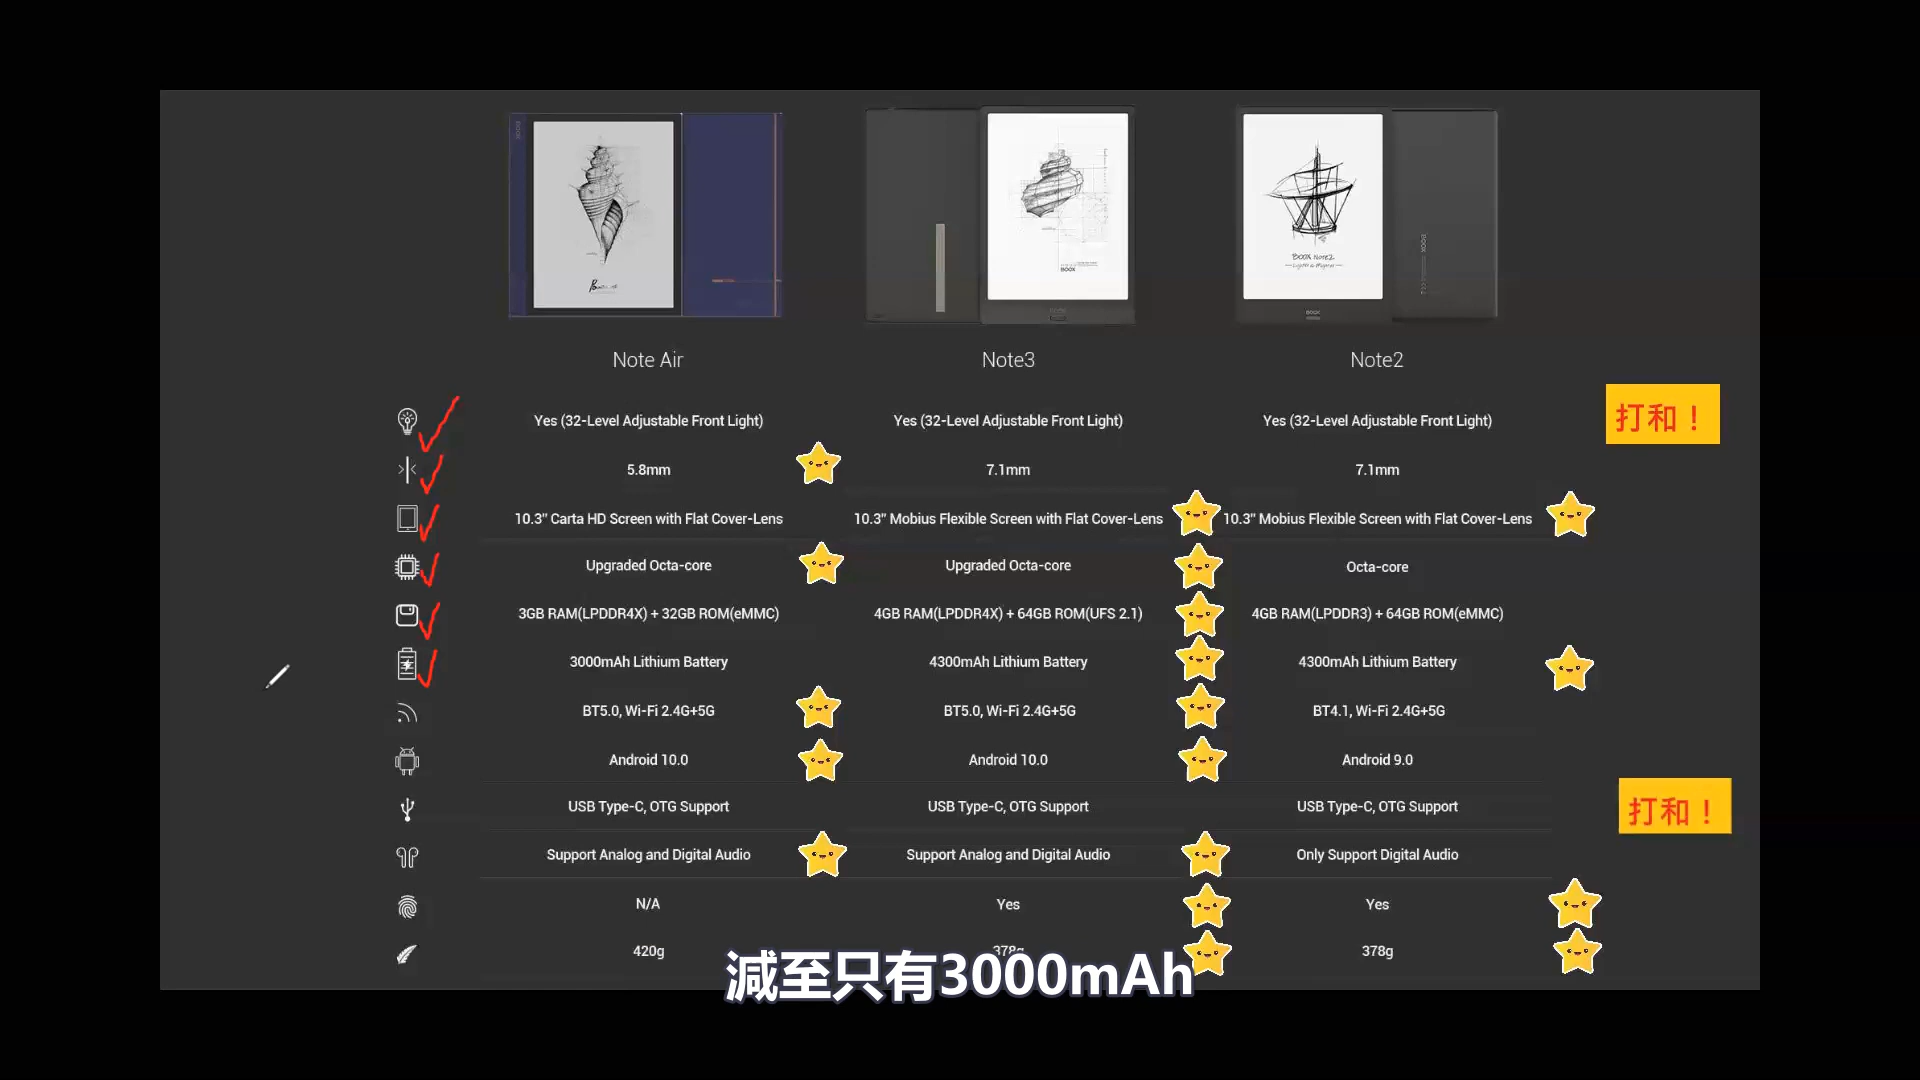 BOOX Note2
BOOX
BOOX
BOOX
Note Air
Note3
Note2
Yes (32-Level Adjustable Front Light)
Yes (32-Level Adjustable Front Light)
Yes (32-Level Adjustable Front Light)
打和！
5.8mm
7.1mm
7.1mm
10.3" Carta HD Screen with Flat Cover-Lens
10.3" Mobius Flexible Screen with Flat Cover-Lens
10.3" Mobius Flexible Screen with Flat Cover-Lens
Upgraded Octa-core
Upgraded Octa-core
Octa-core
3GB RAM(LPDDR4X) + 32GB ROM(eMMC)
4GB RAM(LPDDR4X) + 64GB ROM(UFS 2.1)
4GB RAM(LPDDR3) + 64GB ROM(eMMC)
3000mAh Lithium Battery
4300mAh Lithium Battery
4300mAh Lithium Battery
BT5.0, Wi-Fi 2.4G+5G
BT5.0, Wi-Fi 2.4G+5G
BT4.1, Wi-Fi 2.4G+5G
Android 10.0
Android 10.0
Android 9.0
USB Type-C, OTG Support
USB Type-C, OTG Support
USB Type-C, OTG Support
打和！
Support Analog and Digital Audio
Support Analog and Digital Audio
Only Support Digital Audio
N/A
Yes
Yes
420g
378g
378g
減至只有3000mAh